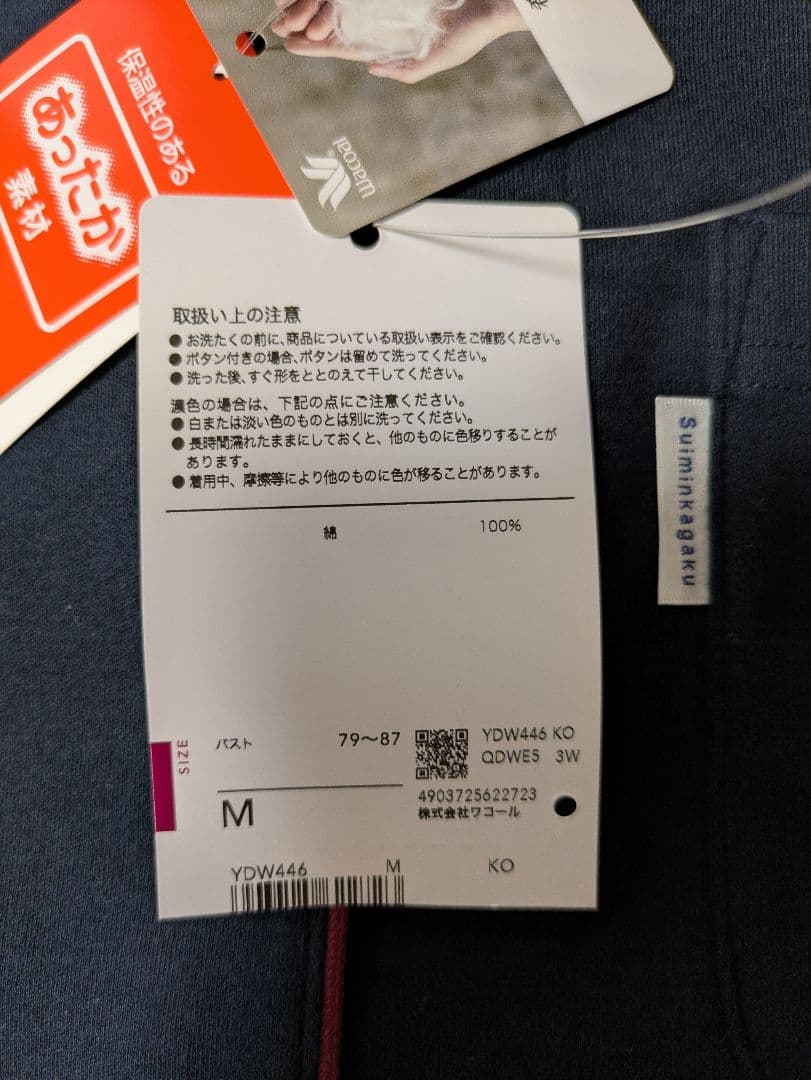 保温性のある
あったか
素材
Wacoal
取扱い上の注意
●お洗たくの前に、商品についている取扱い表示をご確認ください。
●ボタン付きの場合、ボタンは留めて洗ってください。
●洗った後、すぐ形をととのえて干してください。
濃色の場合は、下記の点にご注意ください。
●白または淡い色のものとは別に洗ってください。
●長時間濡れたままにしておくと、他のものに色移りすることが
あります。
●着用中、摩擦等により他のものに色が移ることがあります。
綿 100%
SIZE
バスト 79〜87
M
YDW446 KO
QDWE5 3W
4903725622723
株式会社ワコール
YDW446 M KO
Suiminkagaku